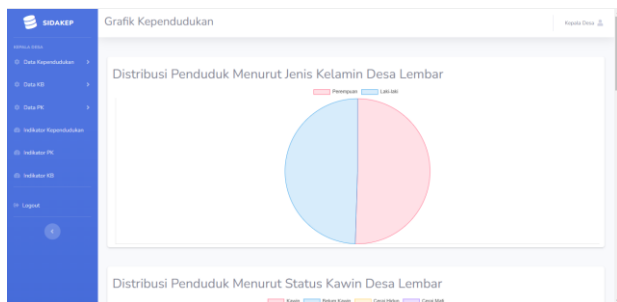 SIDAKEP
Grafik Kependudukan
Kepala Desa
KEPALA DESA
Data Kependudukan
Data KB
Data PK
Indikator Kependudukan
Indikator PK
Indikator KB
Logout
Distribusi Penduduk Menurut Jenis Kelamin Desa Lembar
Perempuan Laki-laki
Distribusi Penduduk Menurut Status Kawin Desa Lembar
Kawin Belum Kawin Cerai Hidup Cerai Mati